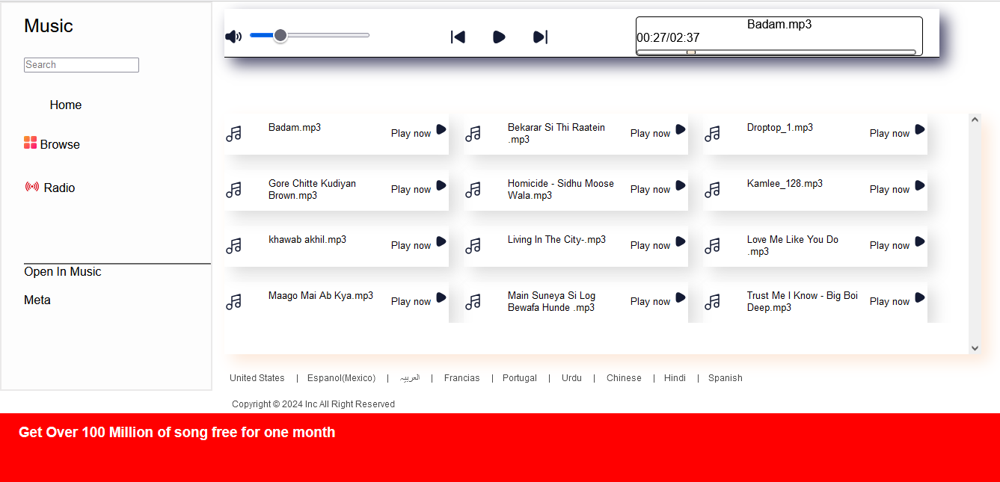 Music
Search
Home
Browse
Radio
Open In Music
Meta
Badam.mp3
00:27/02:37
Badam.mp3
Play now
Bekarar Si Thi Raatein
.mp3
Play now
Droptop_1.mp3
Play now
Gore Chitte Kudiyan
Brown.mp3
Play now
Homicide - Sidhu Moose
Wala.mp3
Play now
Kamlee_128.mp3
Play now
khawab akhil.mp3
Play now
Living In The City-.mp3
Play now
Love Me Like You Do
.mp3
Play now
Maago Mai Ab Kya.mp3
Play now
Main Suneya Si Log
Bewafa Hunde .mp3
Play now
Trust Me I Know - Big Boi
Deep.mp3
Play now
United States | Espanol(Mexico) | العربیہ | Francias | Portugal | Urdu | Chinese | Hindi | Spanish
Copyright © 2024 Inc All Right Reserved
Get Over 100 Million of song free for one month